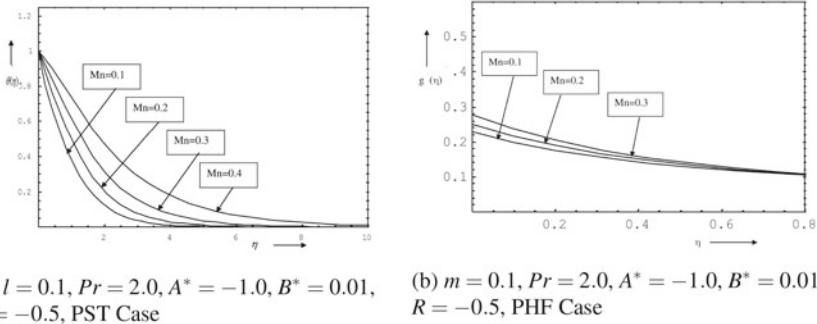 1.2
1
θ(η)
0.8
0.6
0.4
0.2
Mn=0.1
Mn=0.2
Mn=0.3
Mn=0.4
2
4
6
8
10
η
l = 0.1, Pr = 2.0, A* = −1.0, B* = 0.01,
= −0.5, PST Case
0.5
g (η)
.4
0.3
0.2
0.1
Mn=0.1
Mn=0.2
Mn=0.3
0.2
0.4
0.6
0.8
η
(b) m = 0.1, Pr = 2.0, A* = −1.0, B* = 0.01
R = −0.5, PHF Case